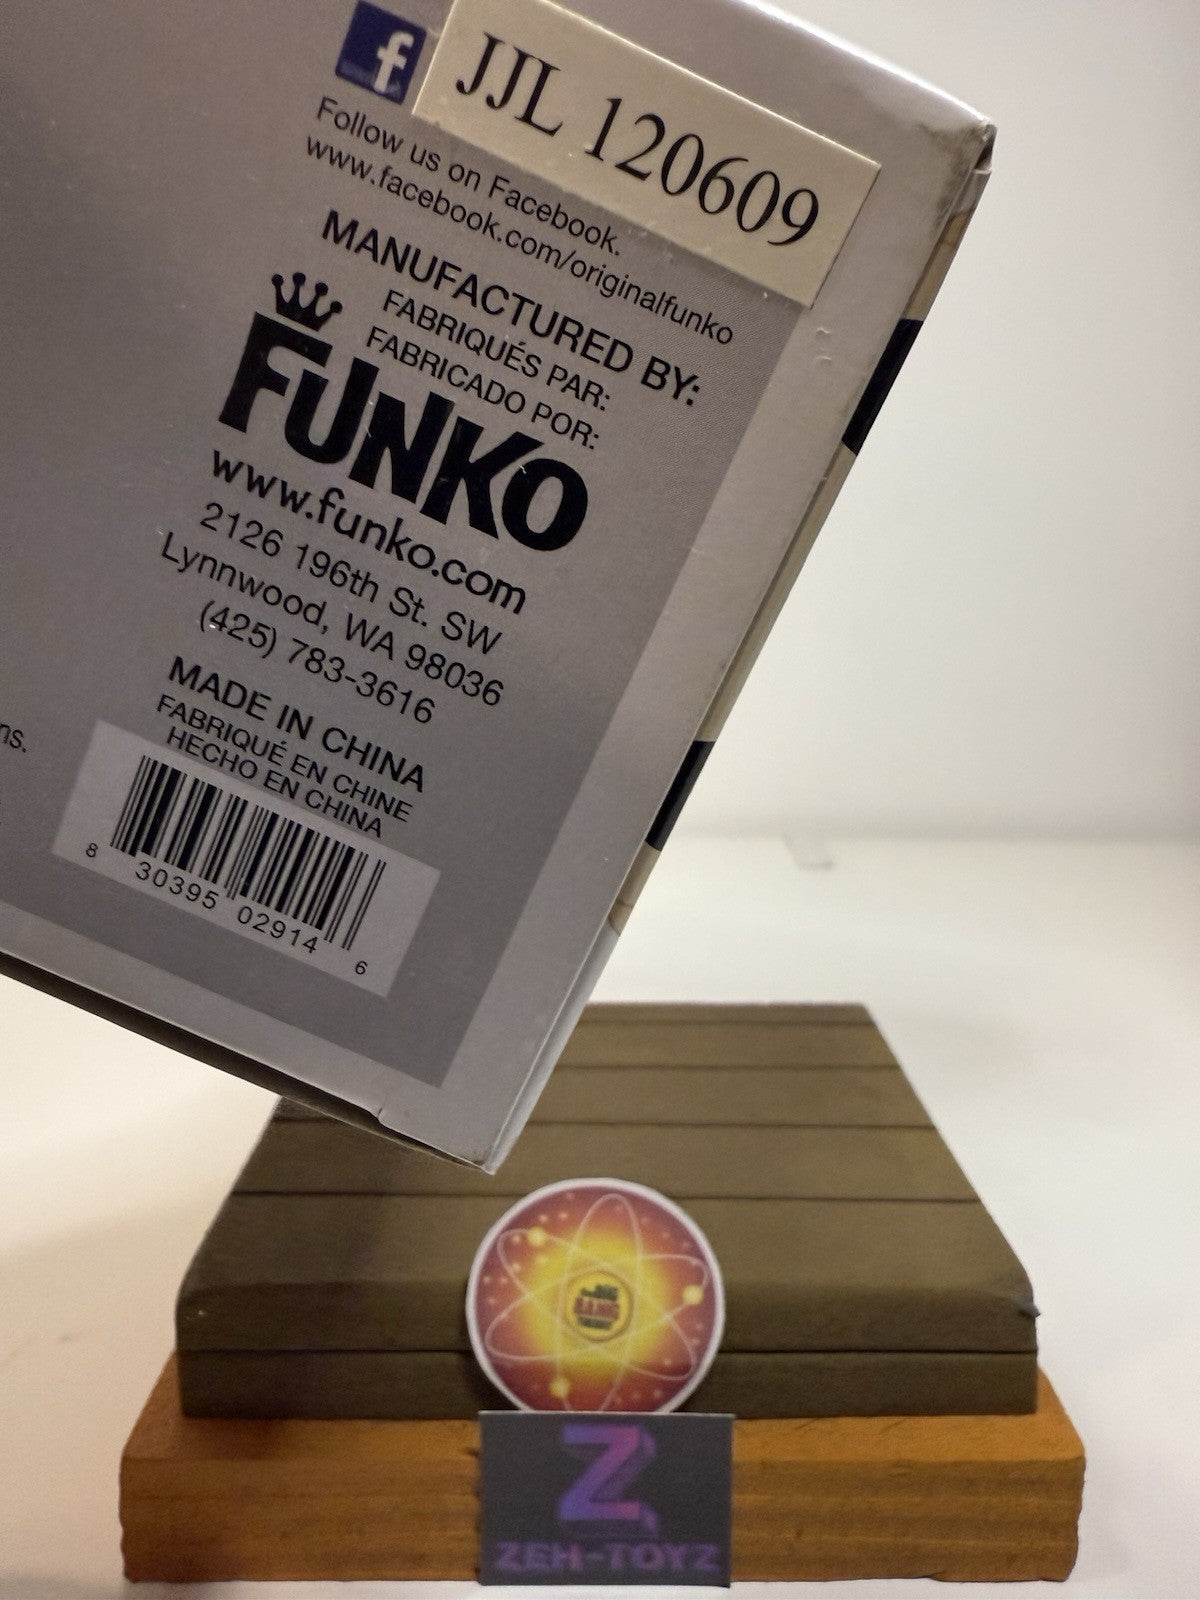 f
JJL 120609
Follow us on Facebook.
www.facebook.com/originalfunko
MANUFACTURED BY:
FABRIQUÉS PAR:
FABRICADO POR:
FUNKO
www.funko.com
2126 196th St. SW
Lynnwood, WA 98036
(425) 783-3616
MADE IN CHINA
FABRIQUÉ EN CHINE
HECHO EN CHINA
ns.
8 30395 02914 6
BANG
Z
ZEH-TOYZ